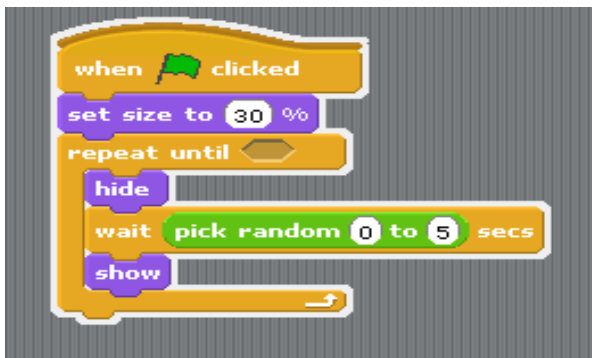 when clicked
set size to 30 %
repeat until
hide
wait pick random 0 to 5 secs
show